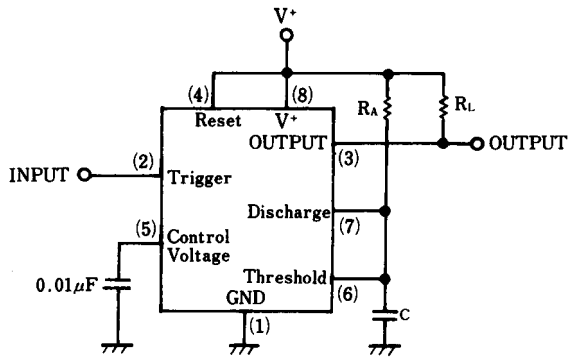 V⁺
(4)
(8)
Reset
V⁺
RA
RL
OUTPUT
(3)
OUTPUT
INPUT
(2)
Trigger
Discharge
(7)
(5)
Control
Voltage
Threshold
(6)
0.01μF
GND
(1)
C